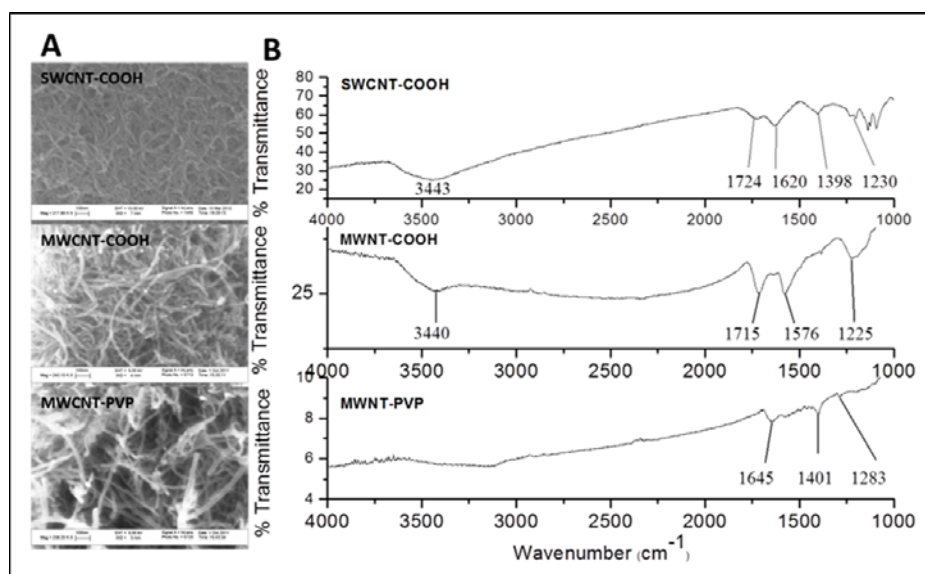 A
SWCNT-COOH
MWCNT-COOH
MWCNT-PVP
B
SWCNT-COOH
% Transmittance
80
70
60
50
40
30
20
3443
1724 1620 1398 1230
4000 3500 3000 2500 2000 1500 1000
MWNT-COOH
% Transmittance
25
3440
1715 1576 1225
4000 3500 3000 2500 2000 1500 1000
MWNT-PVP
% Transmittance
10
8
6
4
1645 1401 1283
4000 3500 3000 2500 2000 1500 1000
Wavenumber (cm⁻¹)